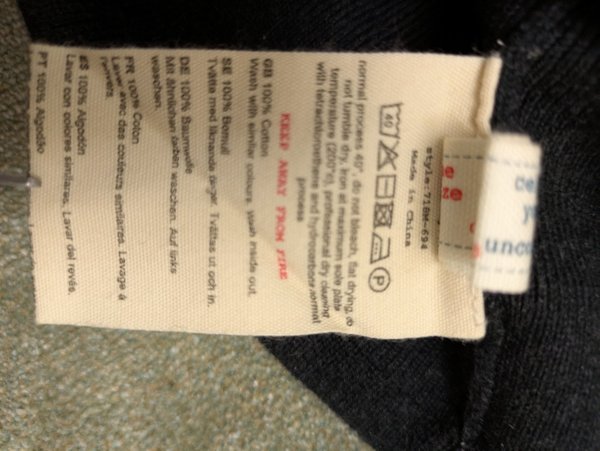 style:718M-694
Made in China
40
P
normal process 40°, do not bleach, flat drying, do
not tumble dry, iron at maximum sole plate
temperature (200°c), professional dry cleaning
with tetrachloroethene and hydrocarbons normal
process
KEEP AWAY FROM FIRE
GB 100% Cotton
Wash with similar colours, wash inside out.
SE 100% Bomull
Tvätta med liknande färger. Tvättas ut och in.
DE 100% Baumwolle
Mit ähnlichen farben waschen. Auf links
waschen.
FR 100% Coton
Laver avec des couleurs similaires. Lavage à
l'envers.
ES 100% Algodón
Lavar con colores similares. Lavar del revés.
PT 100% Algodão